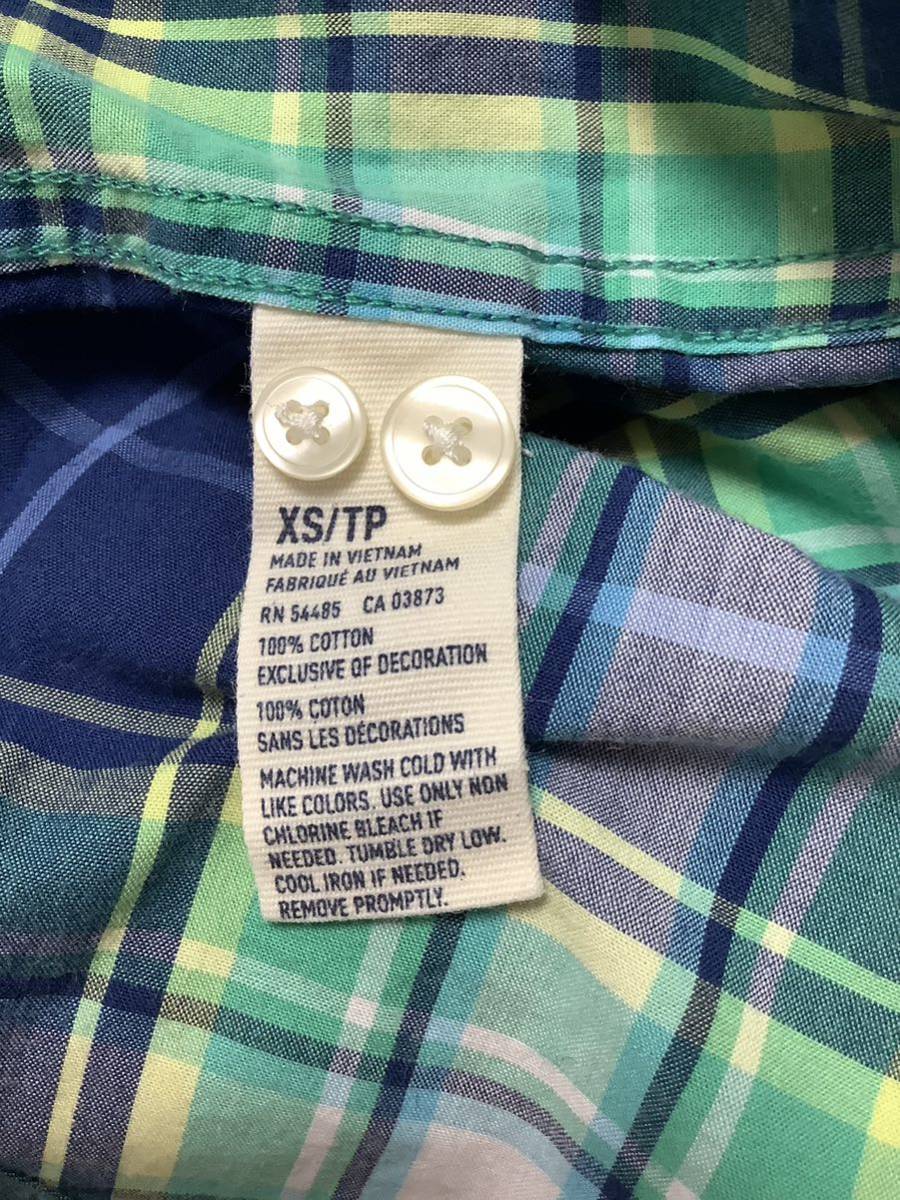 XS/TP
MADE IN VIETNAM
FABRIQUÉ AU VIETNAM
RN 54485 CA 03873
100% COTTON
EXCLUSIVE OF DECORATION
100% COTON
SANS LES DÉCORATIONS
MACHINE WASH COLD WITH
LIKE COLORS. USE ONLY NON
CHLORINE BLEACH IF
NEEDED. TUMBLE DRY LOW.
COOL IRON IF NEEDED.
REMOVE PROMPTLY.